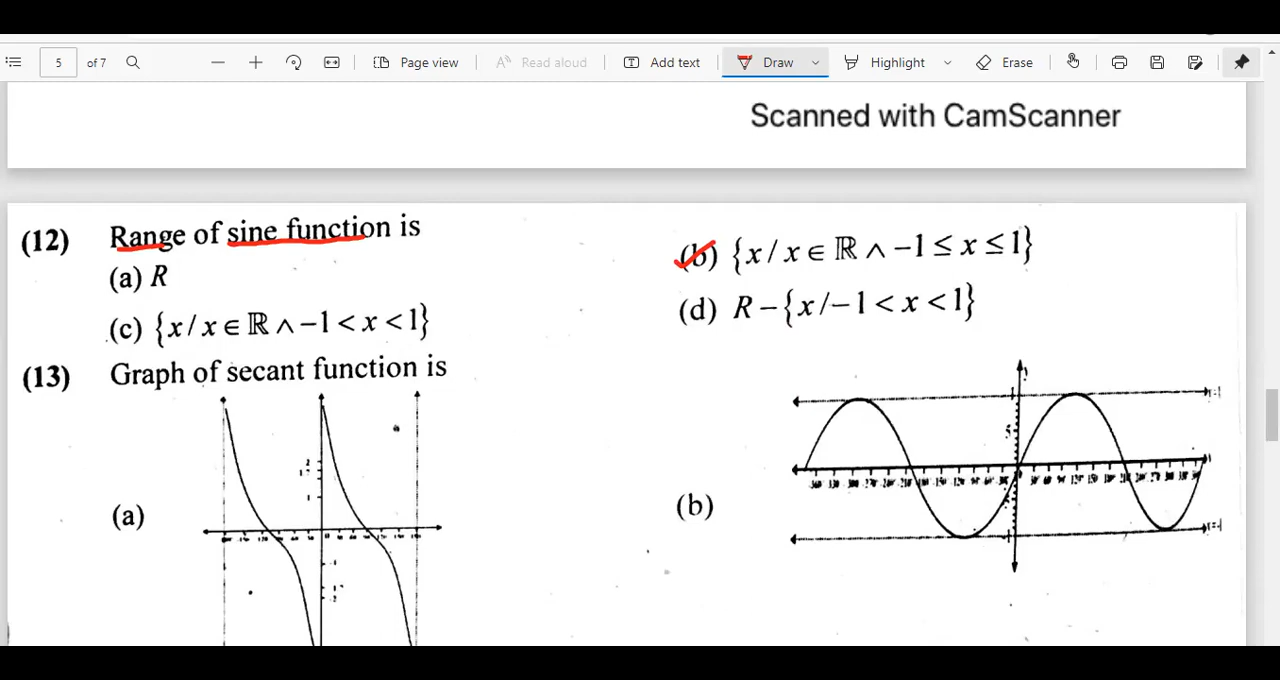 5 of 7 Page view Read aloud Add text Draw Highlight Erase
Scanned with CamScanner
(12) Range of sine function is
(a) R
(b) {x / x ∈ ℝ ∧ −1 ≤ x ≤ 1}
(c) {x / x ∈ ℝ ∧ −1 < x < 1}
(d) R − {x/−1 < x < 1}
(13) Graph of secant function is
(a)
(b)